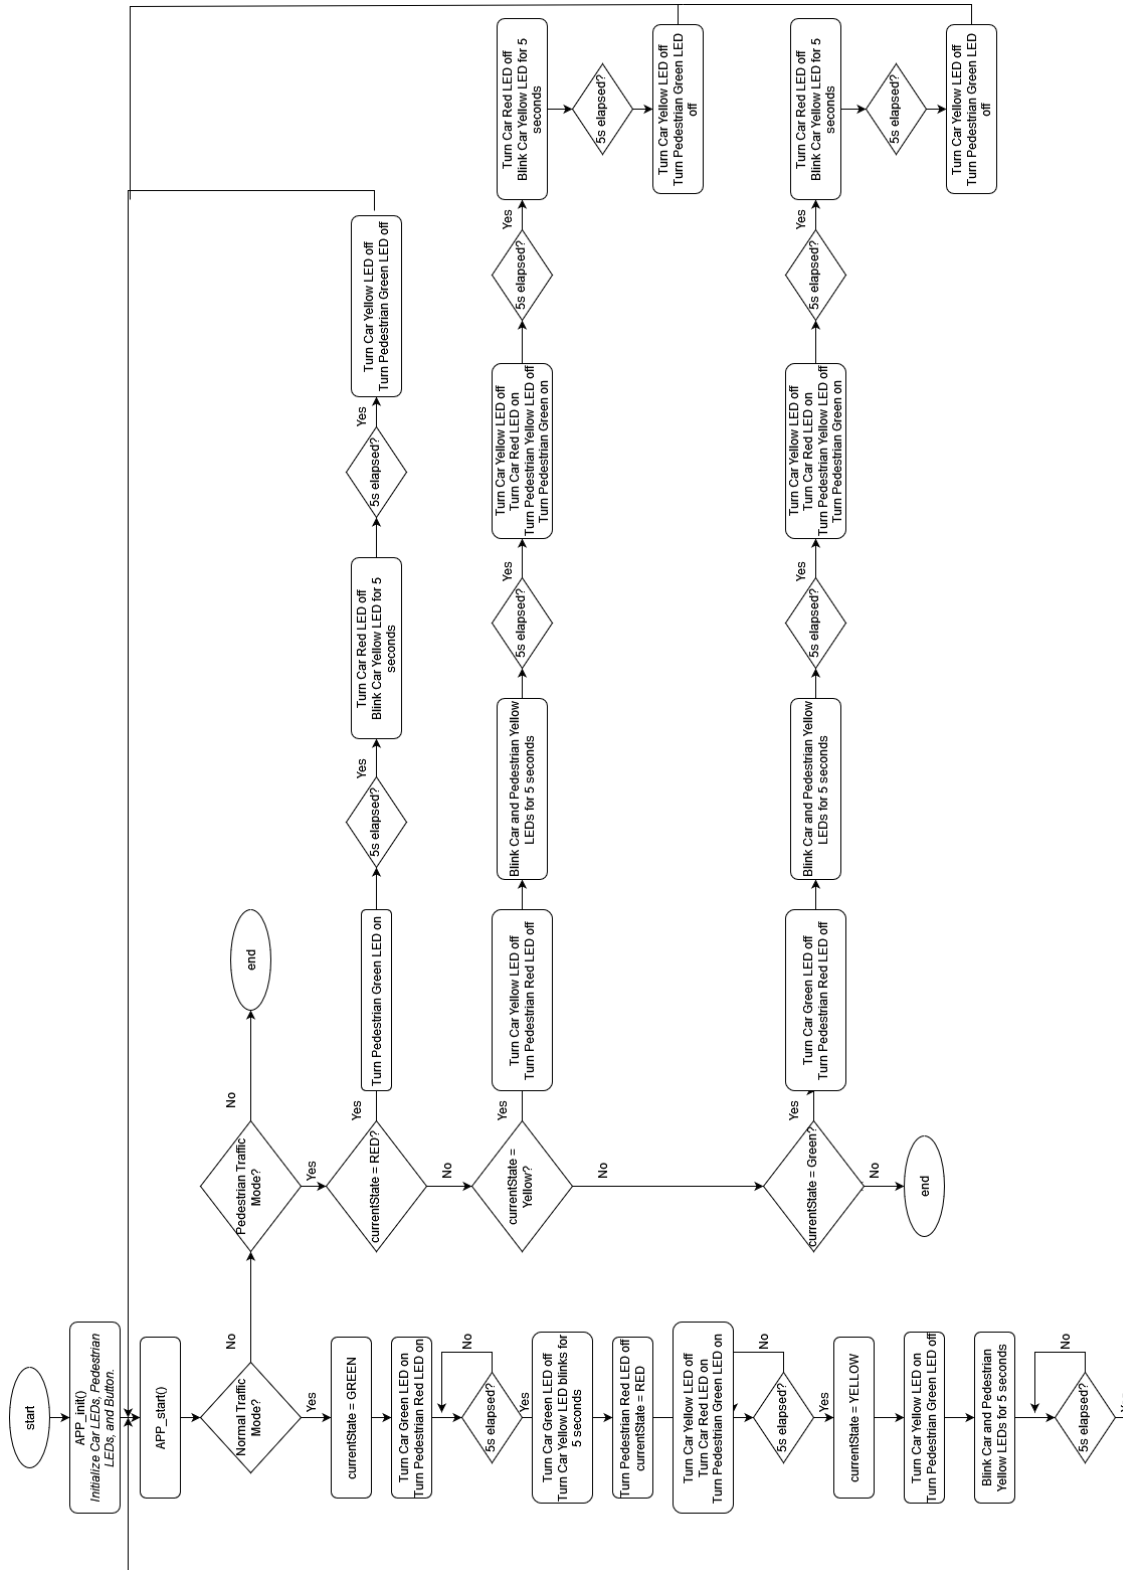 start
APP_init()
Initialize Car LEDs, Pedestrian
LEDs, and Button.
APP_start()
Normal Traffic
Mode?
No
Yes
Pedestrian Traffic
Mode?
No
end
Yes
currentState = GREEN
Turn Car Green LED on
Turn Pedestrian Red LED on
5s elapsed?
No
Yes
Turn Car Green LED off
Turn Car Yellow LED blinks for
5 seconds
Turn Pedestrian Red LED off
currentState = RED
Turn Car Yellow LED off
Turn Car Red LED on
Turn Pedestrian Green LED on
5s elapsed?
No
Yes
currentState = YELLOW
Turn Car Yellow LED on
Turn Pedestrian Green LED off
Blink Car and Pedestrian
Yellow LEDs for 5 seconds
5s elapsed?
No
currentState = RED?
Yes
No
Turn Pedestrian Green LED on
5s elapsed?
Yes
Turn Car Red LED off
Blink Car Yellow LED for 5
seconds
5s elapsed?
Yes
Turn Car Yellow LED off
Turn Pedestrian Green LED off
currentState =
Yellow?
Yes
No
Turn Car Yellow LED off
Turn Pedestrian Red LED off
Blink Car and Pedestrian Yellow
LEDs for 5 seconds
5s elapsed?
Yes
Turn Car Yellow LED off
Turn Car Red LED on
Turn Pedestrian Yellow LED off
Turn Pedestrian Green on
5s elapsed?
Yes
Turn Car Red LED off
Blink Car Yellow LED for 5
seconds
5s elapsed?
Turn Car Yellow LED off
Turn Pedestrian Green LED
off
currentState = Green?
Yes
No
end
Turn Car Green LED off
Turn Pedestrian Red LED off
Blink Car and Pedestrian Yellow
LEDs for 5 seconds
5s elapsed?
Yes
Turn Car Yellow LED off
Turn Car Red LED on
Turn Pedestrian Yellow LED off
Turn Pedestrian Green on
5s elapsed?
Yes
Turn Car Red LED off
Blink Car Yellow LED for 5
seconds
5s elapsed?
Turn Car Yellow LED off
Turn Pedestrian Green LED
off